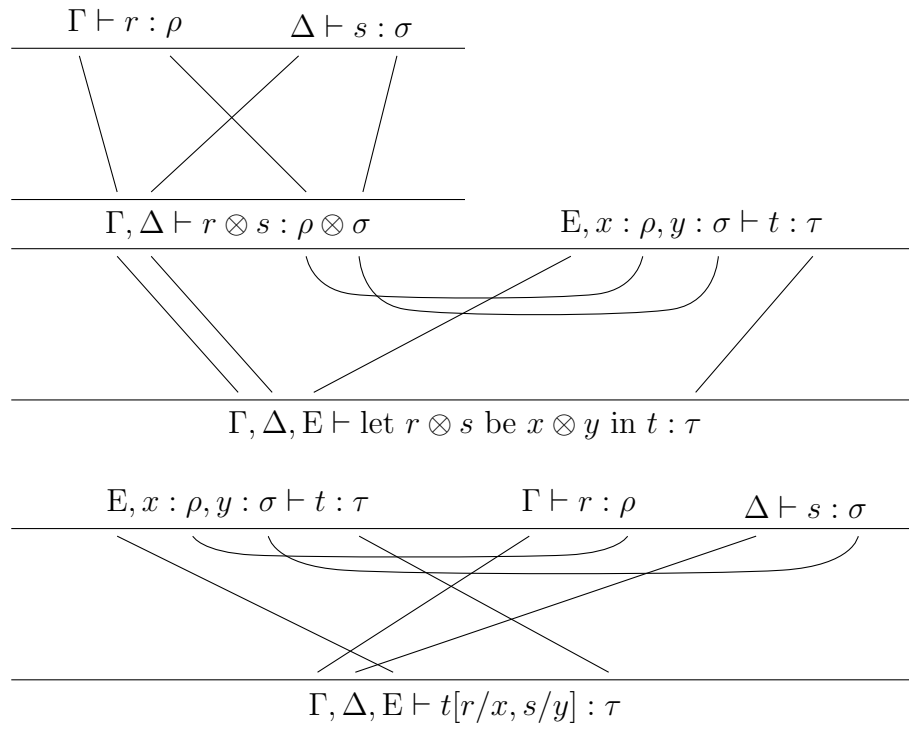 Γ ⊢ r : ρ Δ ⊢ s : σ
Γ, Δ ⊢ r ⊗ s : ρ ⊗ σ E, x : ρ, y : σ ⊢ t : τ
Γ, Δ, E ⊢ let r ⊗ s be x ⊗ y in t : τ
E, x : ρ, y : σ ⊢ t : τ Γ ⊢ r : ρ Δ ⊢ s : σ
Γ, Δ, E ⊢ t[r/x, s/y] : τ